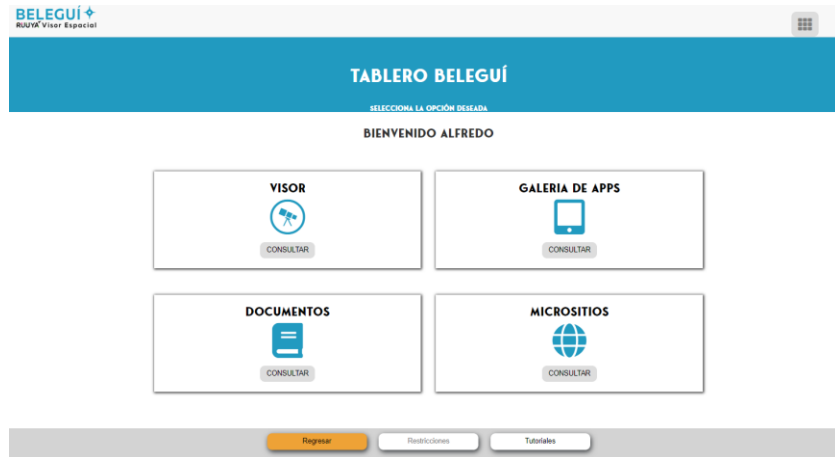 BELEGUÍ
RUUYA Visor Espacial
TABLERO BELEGUÍ
SELECCIONA LA OPCIÓN DESEADA
BIENVENIDO ALFREDO
VISOR
CONSULTAR
GALERIA DE APPS
CONSULTAR
DOCUMENTOS
CONSULTAR
MICROSITIOS
CONSULTAR
Regresar
Restricciones
Tutoriales